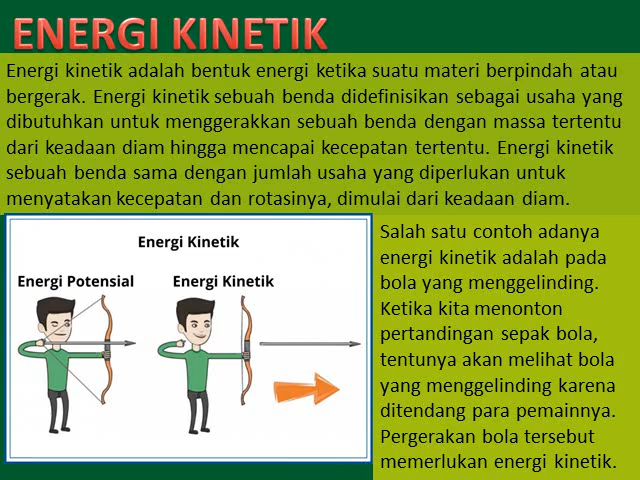 ENERGI KINETIK
Energi kinetik adalah bentuk energi ketika suatu materi berpindah atau
bergerak. Energi kinetik sebuah benda didefinisikan sebagai usaha yang
dibutuhkan untuk menggerakkan sebuah benda dengan massa tertentu
dari keadaan diam hingga mencapai kecepatan tertentu. Energi kinetik
sebuah benda sama dengan jumlah usaha yang diperlukan untuk
menyatakan kecepatan dan rotasinya, dimulai dari keadaan diam.
Energi Kinetik
Energi Potensial
Energi Kinetik
Salah satu contoh adanya
energi kinetik adalah pada
bola yang menggelinding.
Ketika kita menonton
pertandingan sepak bola,
tentunya akan melihat bola
yang menggelinding karena
ditendang para pemainnya.
Pergerakan bola tersebut
memerlukan energi kinetik.